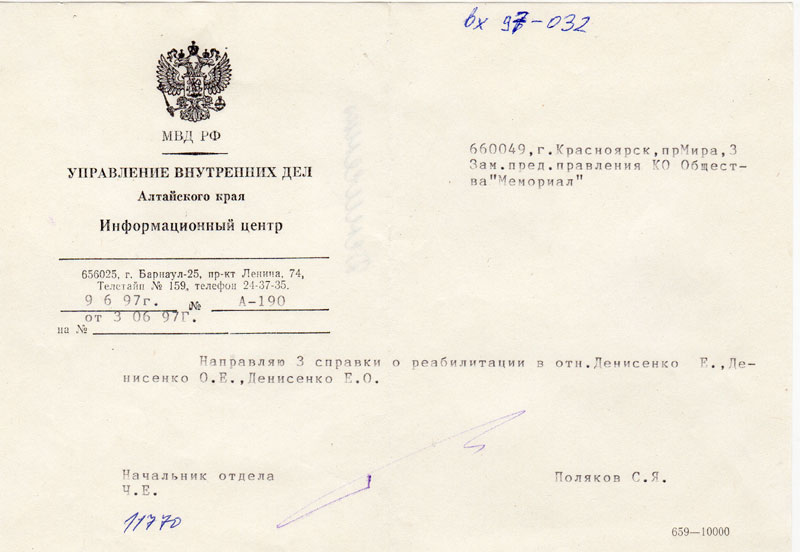 вх 97-032
МВД РФ
УПРАВЛЕНИЕ ВНУТРЕННИХ ДЕЛ
Алтайского края
Информационный центр
656025, г. Барнаул-25, пр-кт Ленина, 74,
Телетайп № 159, телефон 24-37-35.
9 6 97г. № А-190
от 3 06 97Г.
на №
660049,г.Красноярск,прМира,3
Зам.пред.правления КО Общест-
ва"Мемориал"
Направляю 3 справки о реабилитации в отн.Денисенко Е.,Де-
нисенко О.Е.,Денисенко Е.О.
Начальник отдела
Ч.Е.
Поляков С.Я.
11770
659—10000